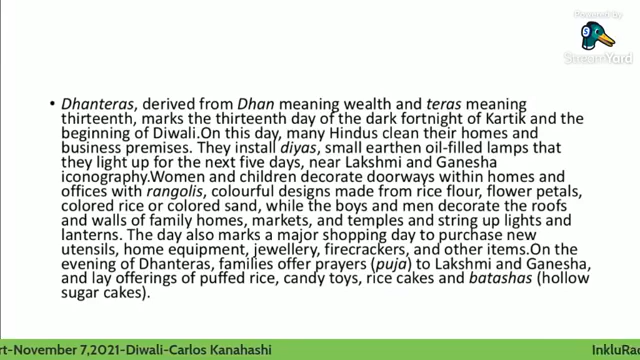 Powered by
StreamYard
• Dhanteras, derived from Dhan meaning wealth and teras meaning
thirteenth, marks the thirteenth day of the dark fortnight of Kartik and the
beginning of Diwali.On this day, many Hindus clean their homes and
business premises. They install diyas, small earthen oil-filled lamps that
they light up for the next five days, near Lakshmi and Ganesha
iconography.Women and children decorate doorways within homes and
offices with rangolis, colourful designs made from rice flour, flower petals,
colored rice or colored sand, while the boys and men decorate the roofs
and walls of family homes, markets, and temples and string up lights and
lanterns. The day also marks a major shopping day to purchase new
utensils, home equipment, jewellery, firecrackers, and other items.On the
evening of Dhanteras, families offer prayers (puja) to Lakshmi and Ganesha,
and lay offerings of puffed rice, candy toys, rice cakes and batashas (hollow
sugar cakes).
rt-November 7,2021-Diwali-Carlos Kanahashi
InkluRad